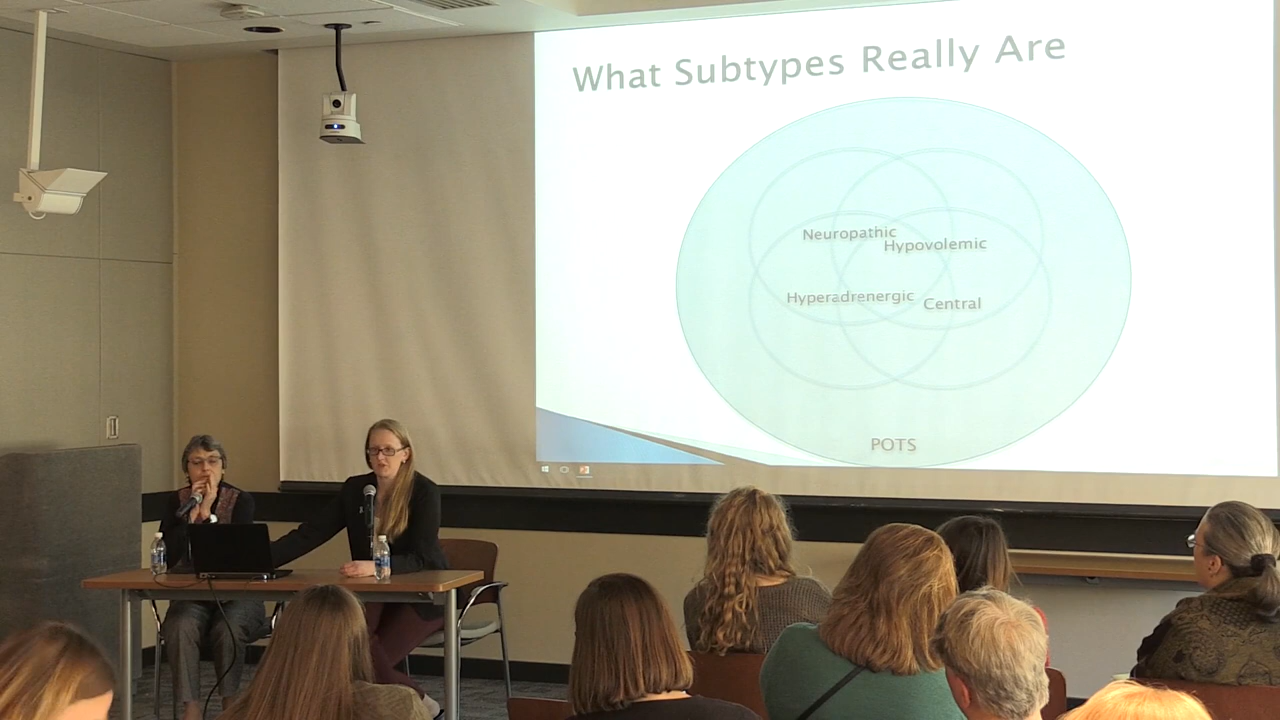 What Subtypes Really Are
Neuropathic
Hypovolemic
Hyperadrenergic
Central
POTS